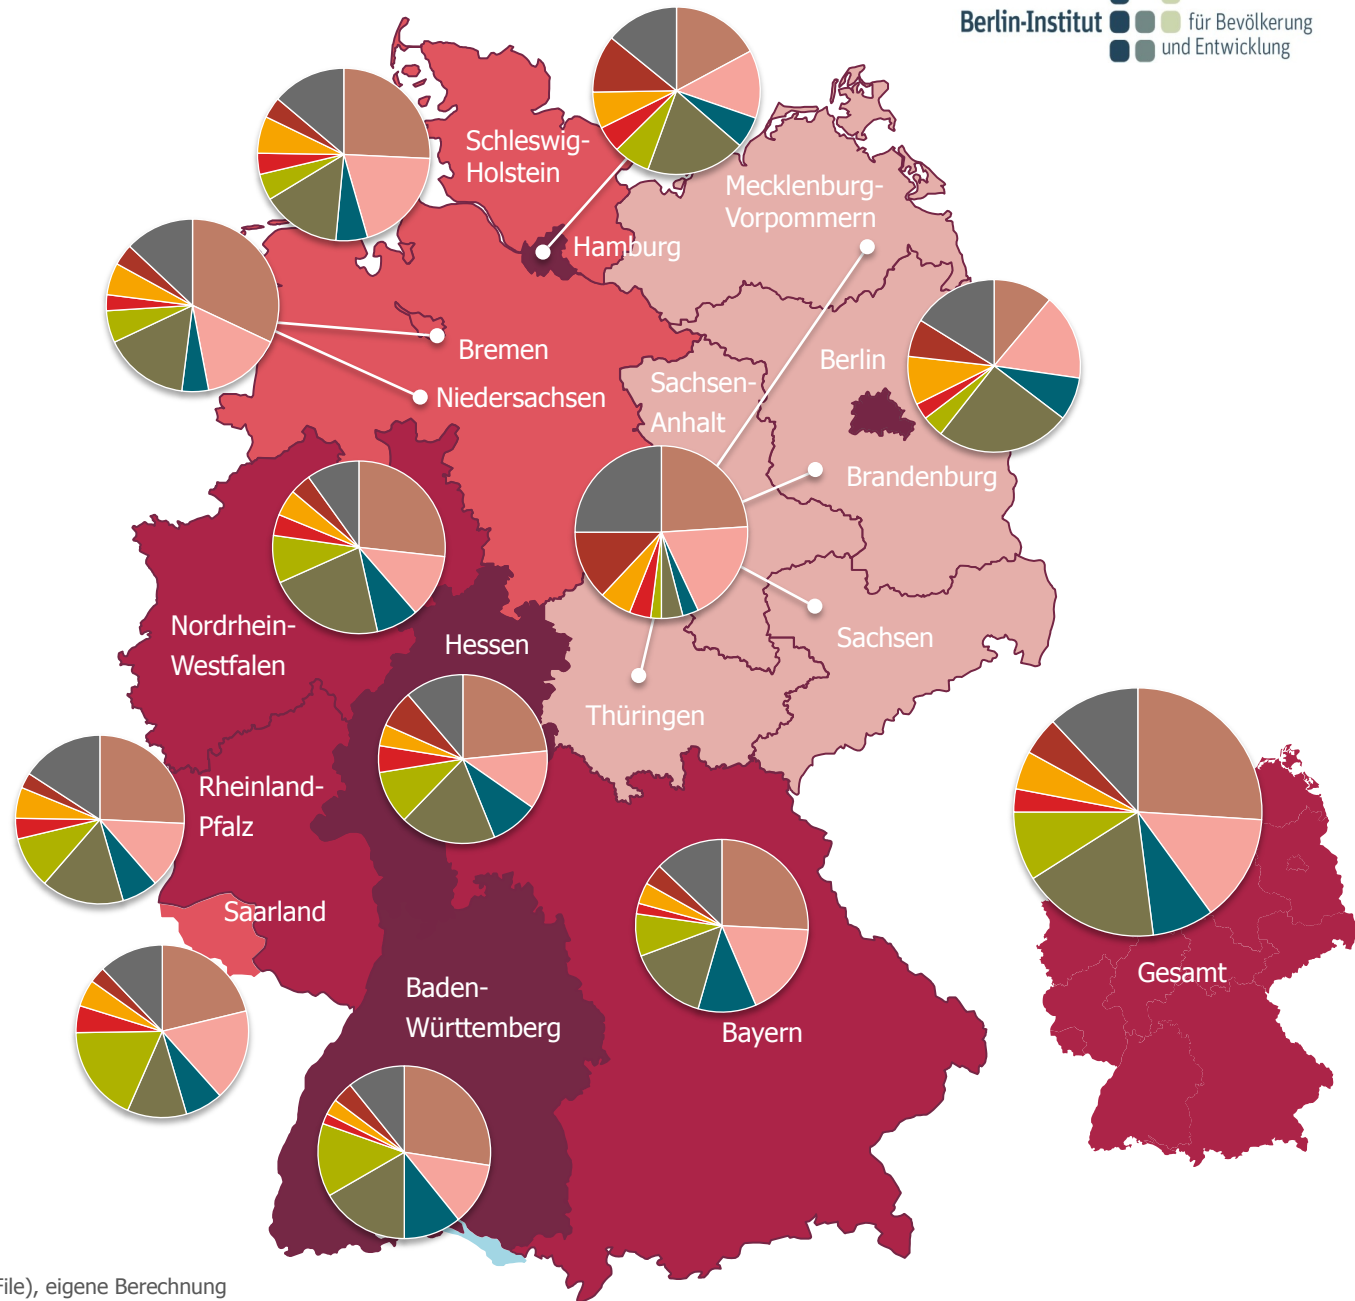 Berlin-Institut
für Bevölkerung
und Entwicklung
Schleswig-
Holstein
Mecklenburg-
Vorpommern
Hamburg
Bremen
Niedersachsen
Berlin
Sachsen-
Anhalt
Brandenburg
Sachsen
Thüringen
Nordrhein-
Westfalen
Hessen
Rheinland-
Pfalz
Saarland
Baden-
Württemberg
Bayern
Gesamt
File), eigene Berechnung